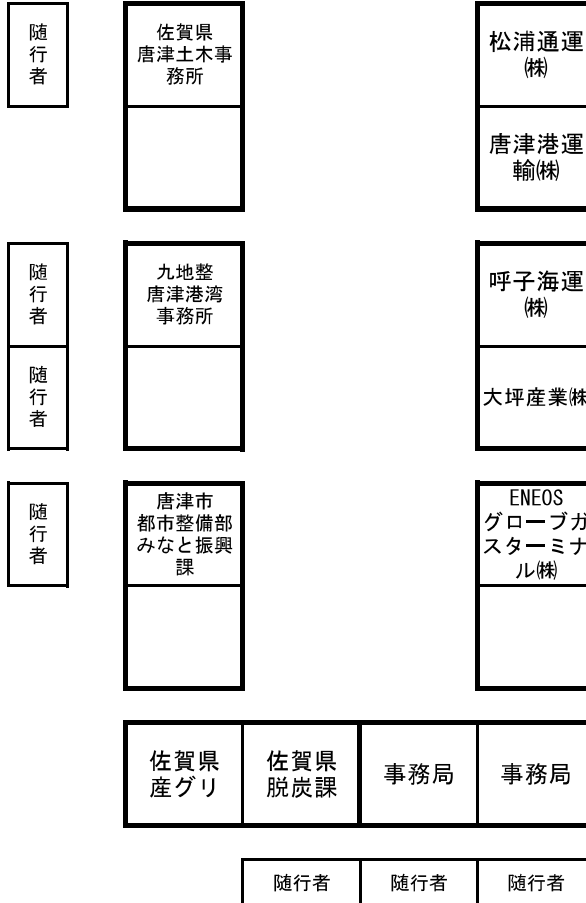 随行者
佐賀県
唐津土木事
務所
松浦通運
㈱
唐津港運
輸㈱
随行者
九地整
唐津港湾
事務所
呼子海運
㈱
随行者
大坪産業㈱
随行者
唐津市
都市整備部
みなと振興
課
ENEOS
グローブガ
スターミナ
ル㈱
佐賀県
産グリ
佐賀県
脱炭課
事務局
事務局
随行者
随行者
随行者